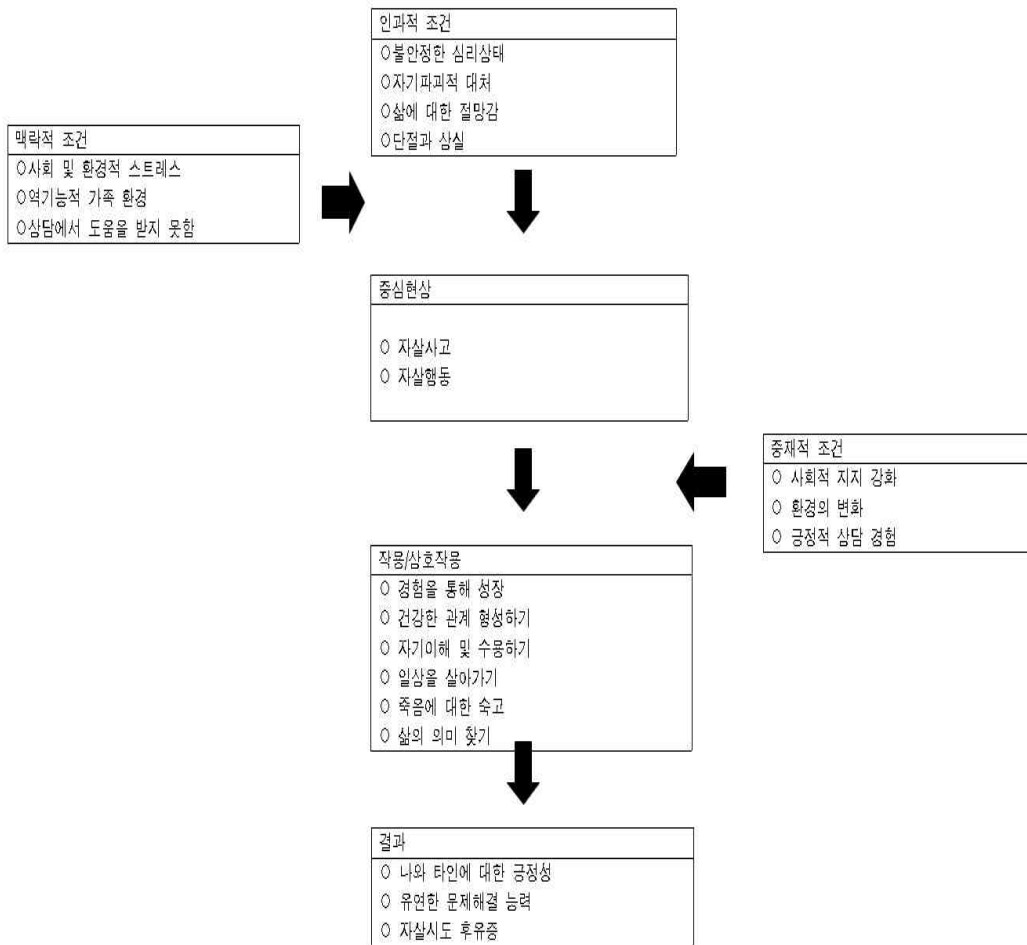 인과적 조건
○불안정한 심리상태
○자기파괴적 대처
○삶에 대한 절망감
○단절과 상실
맥락적 조건
○사회 및 환경적 스트레스
○역기능적 가족 환경
○상담에서 도움을 받지 못함
중심현상
○ 자살사고
○ 자살행동
중재적 조건
○ 사회적 지지 강화
○ 환경의 변화
○ 긍정적 상담 경험
작용/상호작용
○ 경험을 통해 성장
○ 건강한 관계 형성하기
○ 자기이해 및 수용하기
○ 일상을 살아가기
○ 죽음에 대한 숙고
○ 삶의 의미 찾기
결과
○ 나와 타인에 대한 긍정성
○ 유연한 문제해결 능력
○ 자살시도 후유증